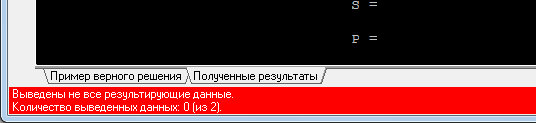 S =
P =
Пример верного решения Полученные результаты
Выведены не все результирующие данные.
Количество выведенных данных: 0 (из 2).